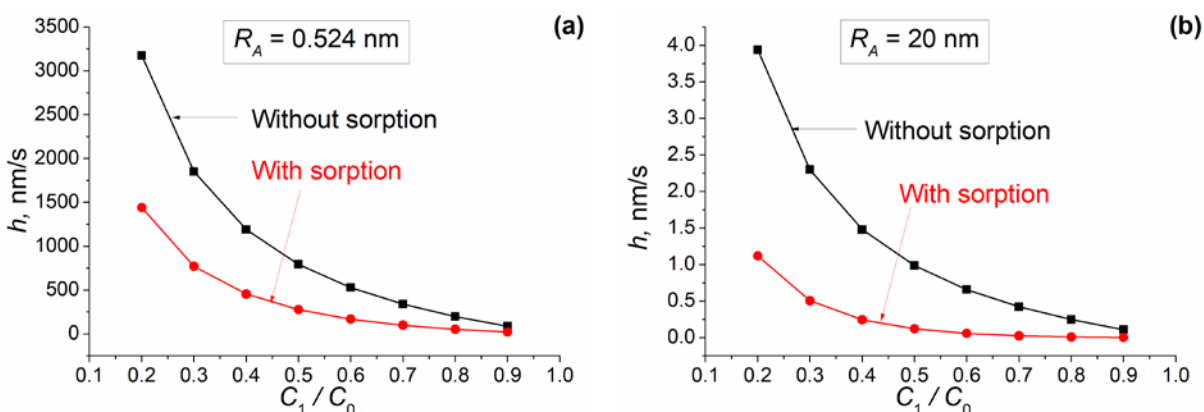 (a)
R_A = 0.524 nm
Without sorption
With sorption
h, nm/s
3500
3000
2500
2000
1500
1000
500
0
0.1 0.2 0.3 0.4 0.5 0.6 0.7 0.8 0.9 1.0
C_1 / C_0
(b)
R_A = 20 nm
Without sorption
With sorption
h, nm/s
4.0
3.5
3.0
2.5
2.0
1.5
1.0
0.5
0.0
0.1 0.2 0.3 0.4 0.5 0.6 0.7 0.8 0.9 1.0
C_1 / C_0